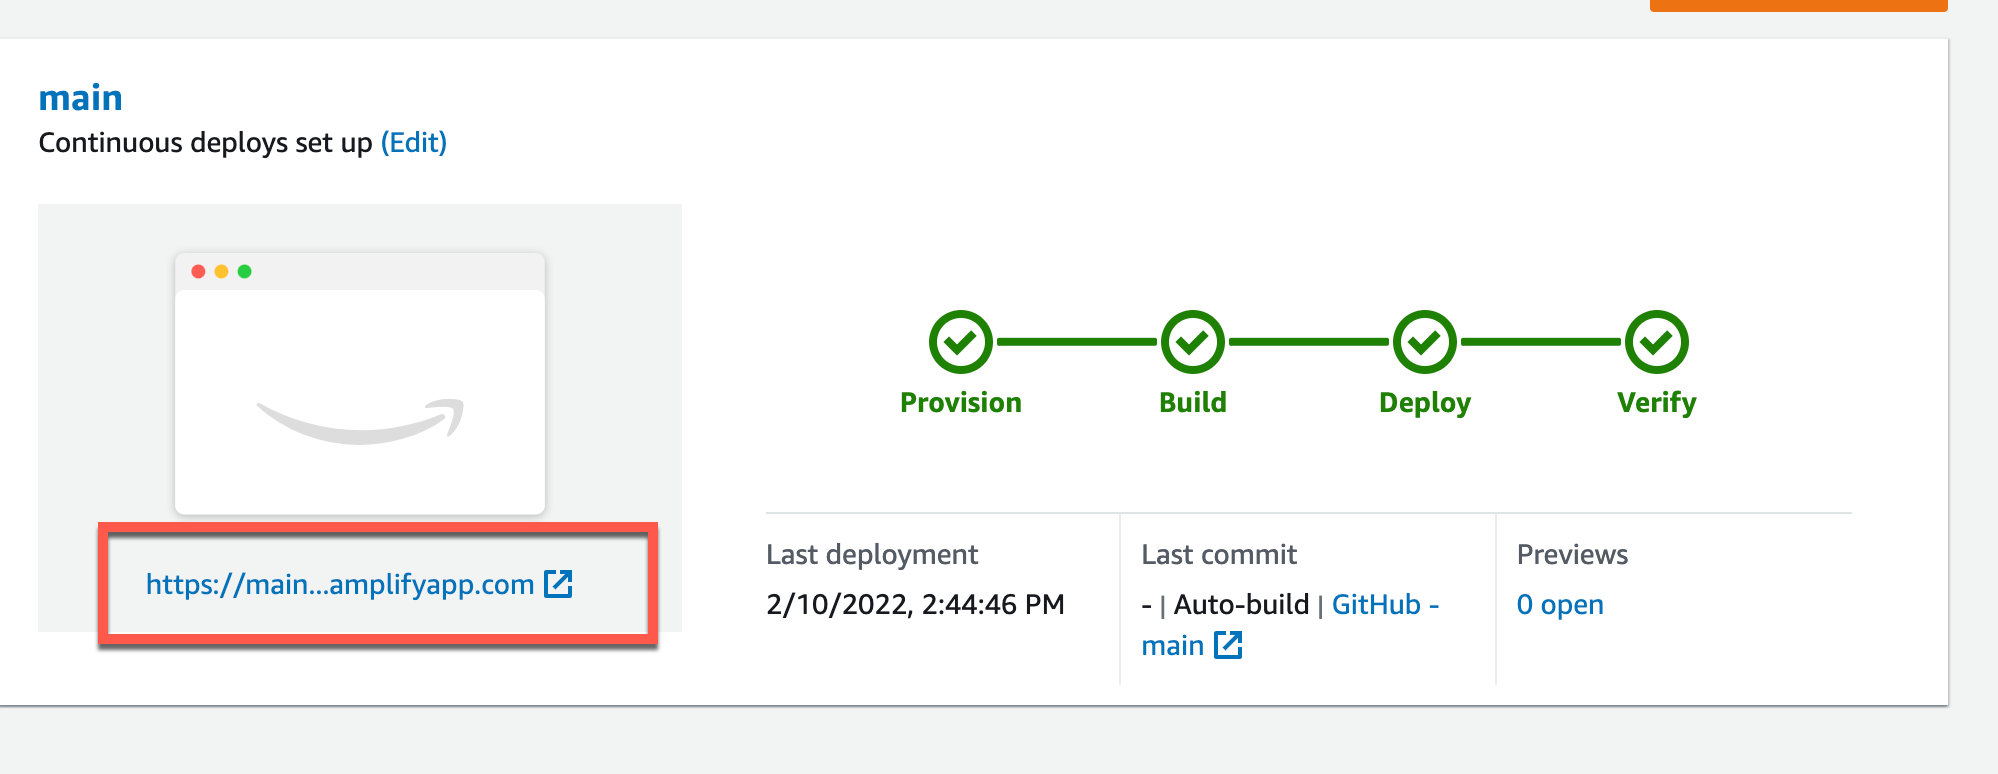 main
Continuous deploys set up (Edit)
https://main...amplifyapp.com
Provision
Build
Deploy
Verify
Last deployment
2/10/2022, 2:44:46 PM
Last commit
- | Auto-build | GitHub -
main
Previews
0 open